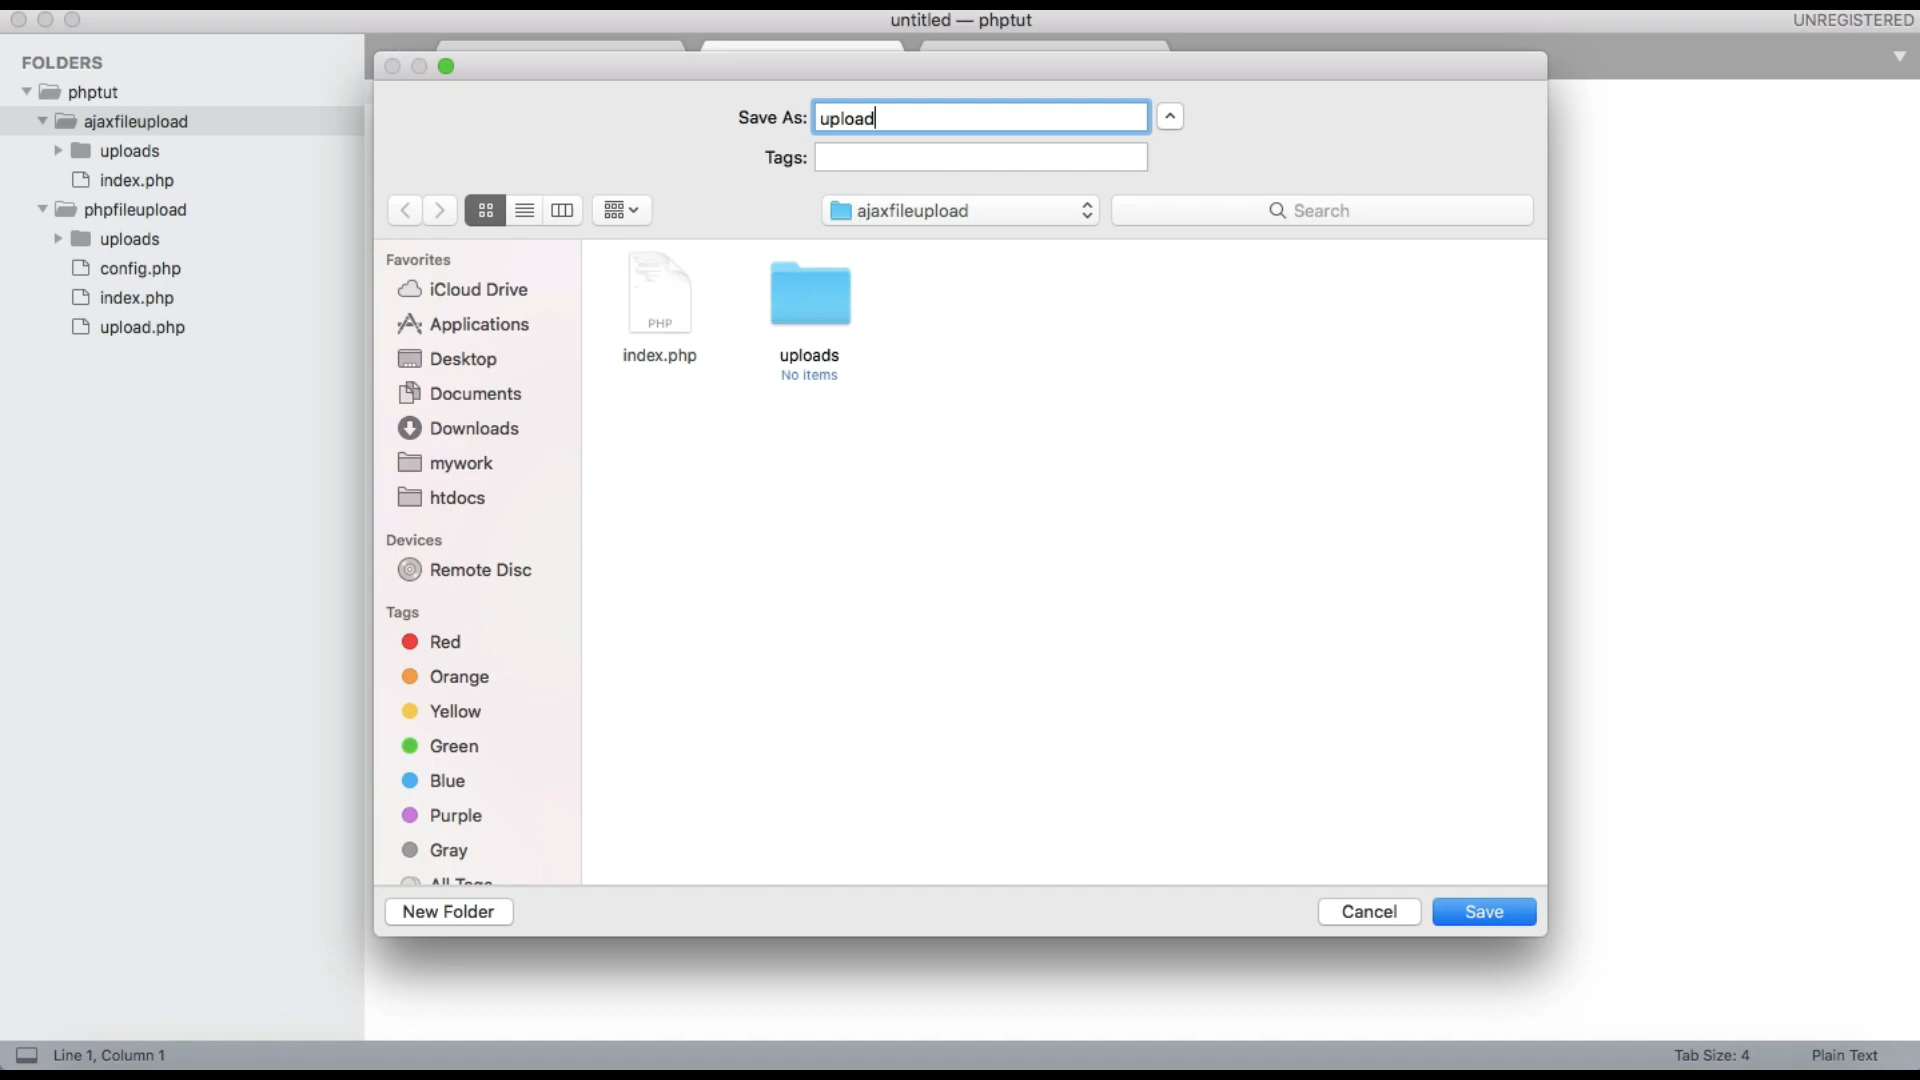 untitled — phptut
UNREGISTERED
FOLDERS
phptut
ajaxfileupload
uploads
index.php
phpfileupload
uploads
config.php
index.php
upload.php
Save As: upload
Tags:
ajaxfileupload
Search
Favorites
iCloud Drive
Applications
Desktop
Documents
Downloads
mywork
htdocs
Devices
Remote Disc
Tags
Red
Orange
Yellow
Green
Blue
Purple
Gray
All Tags
PHP
index.php
uploads
No items
New Folder
Cancel
Save
Line 1, Column 1
Tab Size: 4
Plain Text